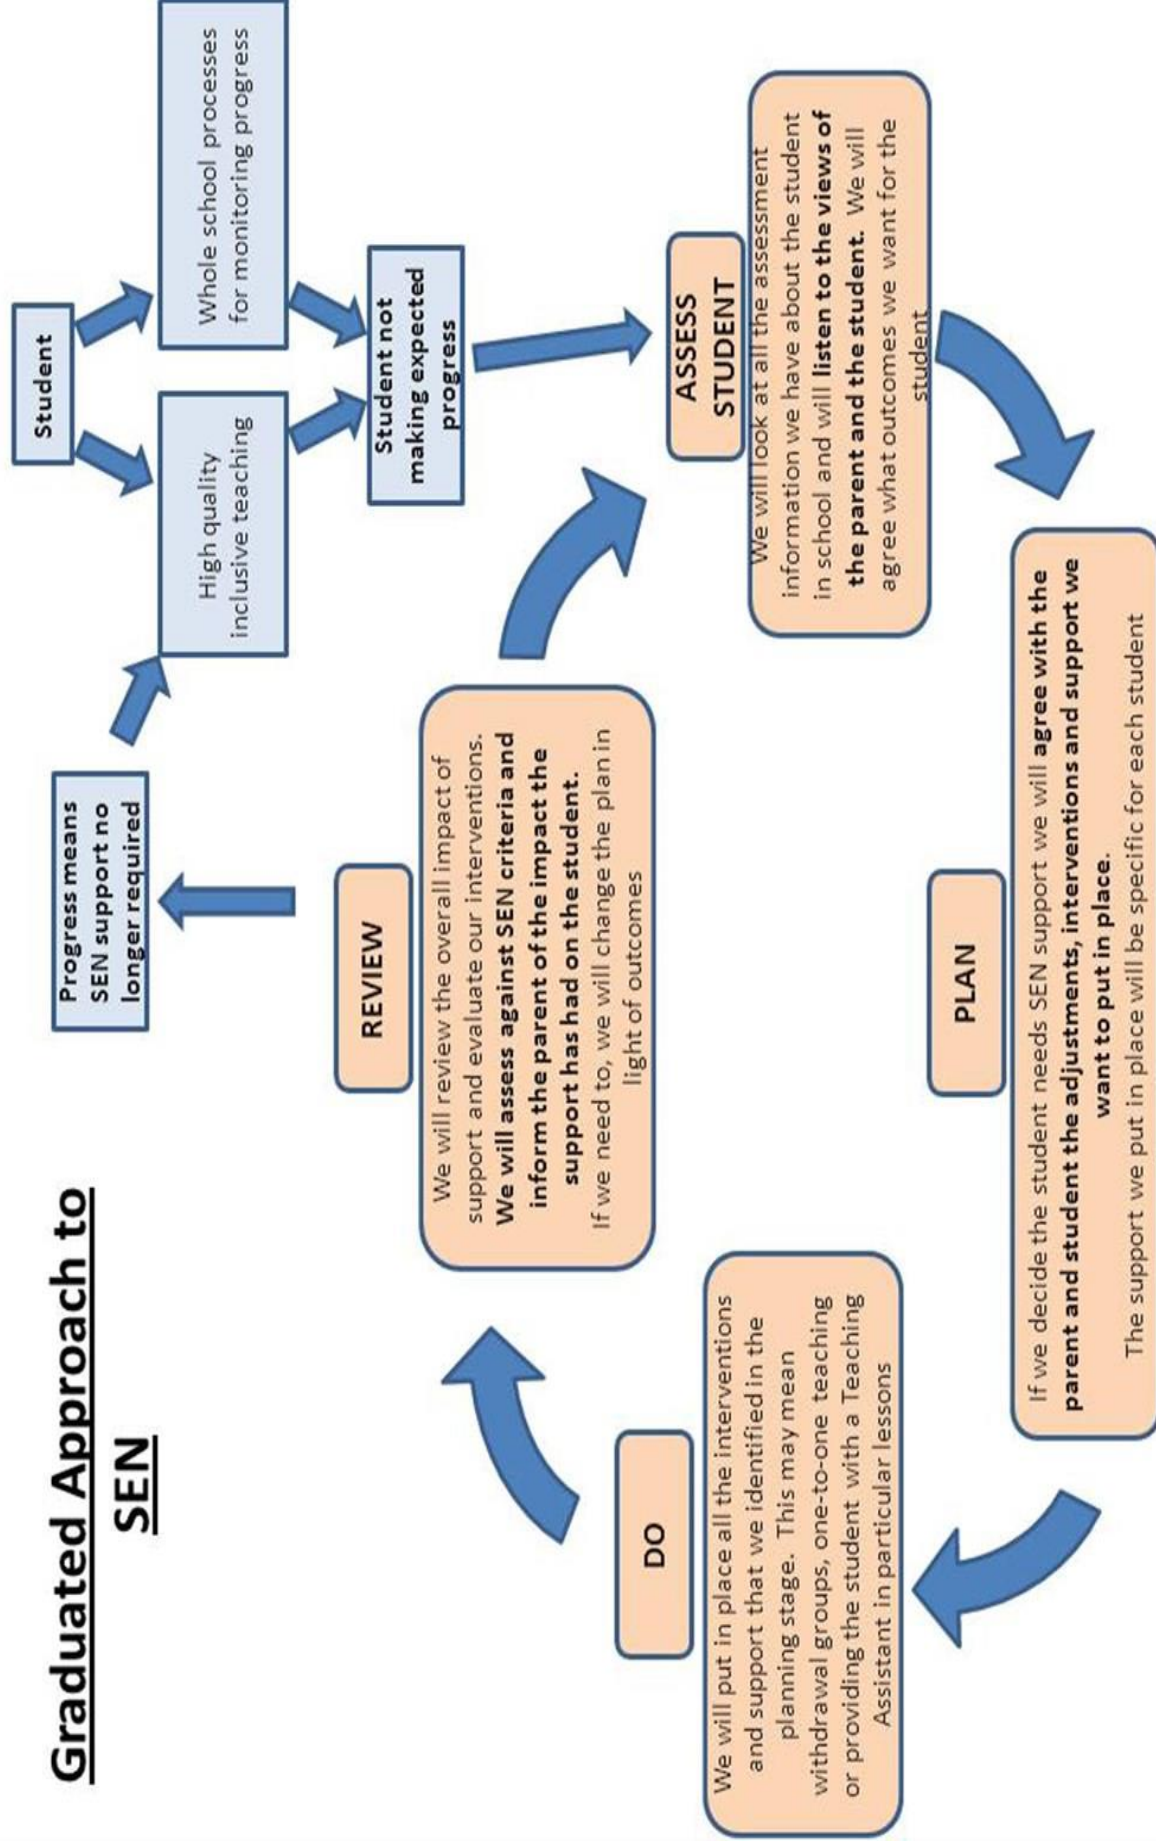 Graduated Approach to
SEN
Student
High quality
inclusive teaching
Whole school processes
for monitoring progress
Student not
making expected
progress
Progress means
SEN support no
longer required
ASSESS
STUDENT
We will look at all the assessment
information we have about the student
in school and will listen to the views of
the parent and the student. We will
agree what outcomes we want for the
student
PLAN
If we decide the student needs SEN support we will agree with the
parent and student the adjustments, interventions and support we
want to put in place.
The support we put in place will be specific for each student
DO
We will put in place all the interventions
and support that we identified in the
planning stage. This may mean
withdrawal groups, one-to-one teaching
or providing the student with a Teaching
Assistant in particular lessons
REVIEW
We will review the overall impact of
support and evaluate our interventions.
We will assess against SEN criteria and
inform the parent of the impact the
support has had on the student.
If we need to, we will change the plan in
light of outcomes